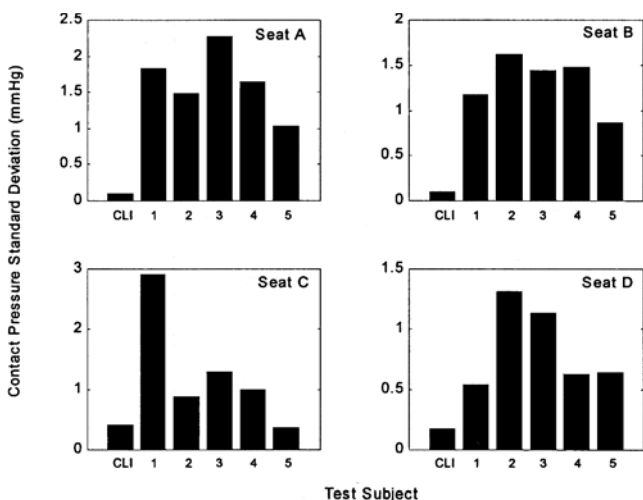 Contact Pressure Standard Deviation (mmHg)
Seat A
2.5
2
1.5
1
0.5
0
CLI 1 2 3 4 5
Seat B
2
1.5
1
0.5
0
CLI 1 2 3 4 5
Seat C
3
2
1
0
CLI 1 2 3 4 5
Seat D
1.5
1
0.5
0
CLI 1 2 3 4 5
Test Subject